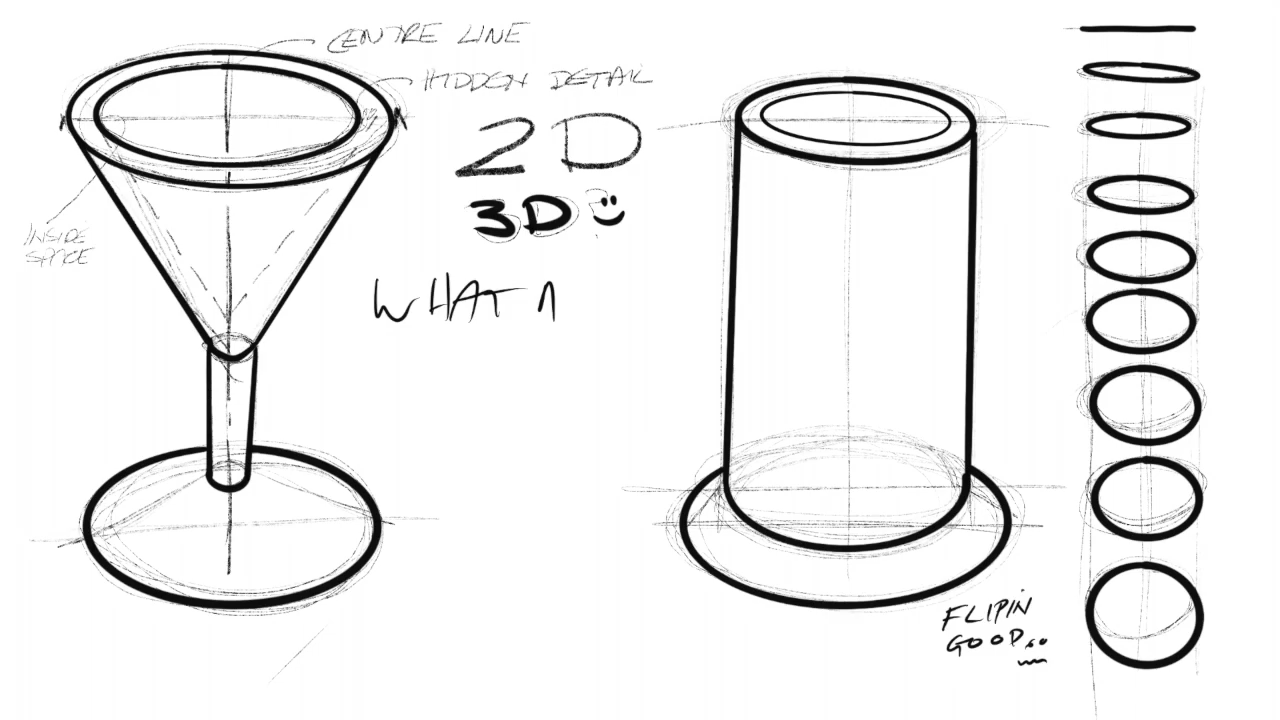 CENTRE LINE
HIDDEN DETAIL
2D
3D
INSIDE
SPACE
WHAT
FLIPIN
GOOD..